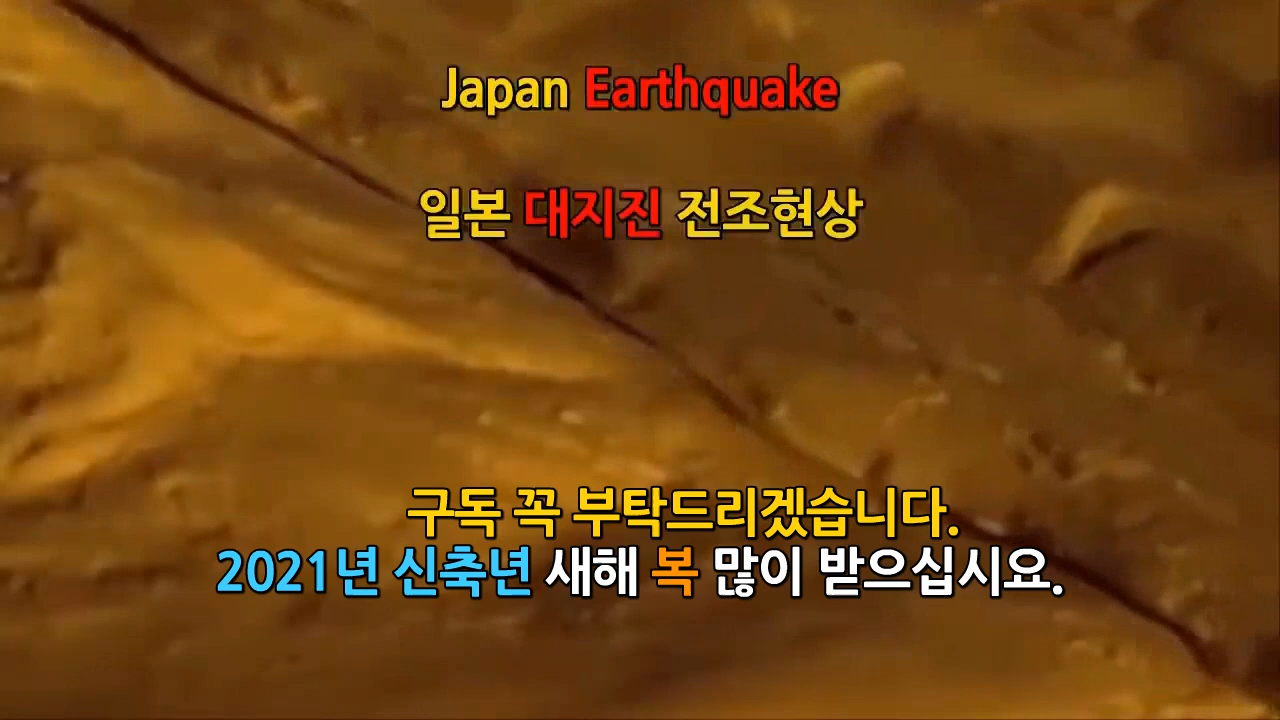 Japan Earthquake
일본 대지진 전조현상
구독 꼭 부탁드리겠습니다.
2021년 신축년 새해 복 많이 받으십시요.